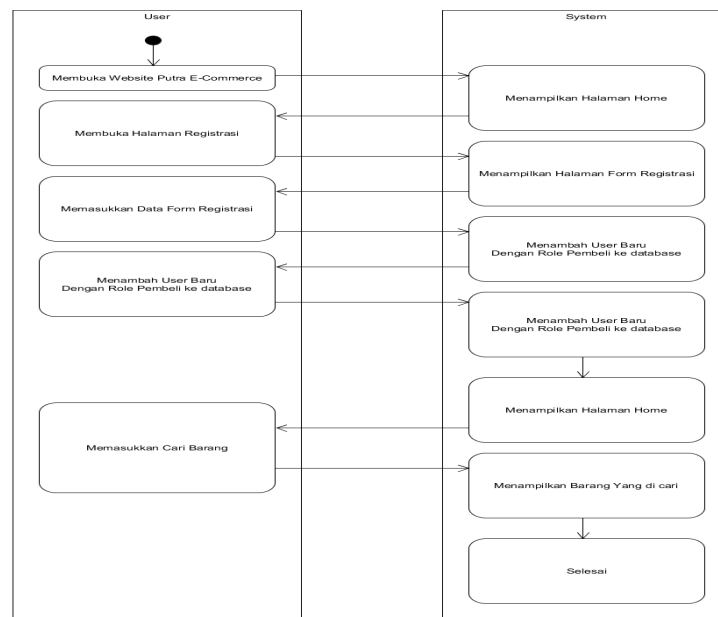 User
System
Membuka Website Putra E-Commerce
Menampilkan Halaman Home
Membuka Halaman Registrasi
Menampilkan Halaman Form Registrasi
Memasukkan Data Form Registrasi
Menambah User Baru
Dengan Role Pembeli ke database
Menambah User Baru
Dengan Role Pembeli ke database
Menambah User Baru
Dengan Role Pembeli ke database
Menampilkan Halaman Home
Memasukkan Cari Barang
Menampilkan Barang Yang di cari
Selesai